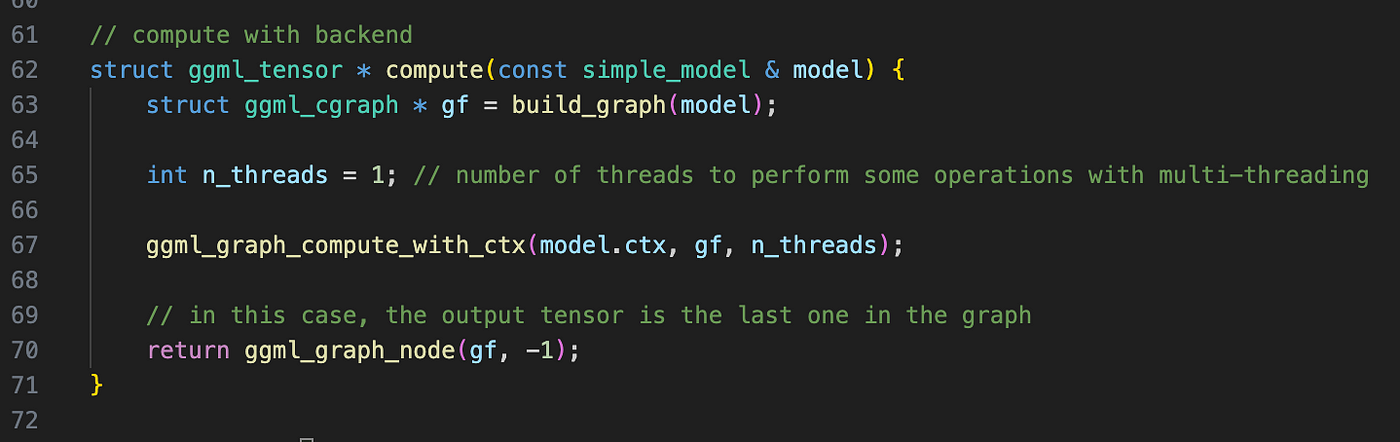 60
61 // compute with backend
62 struct ggml_tensor * compute(const simple_model & model) {
63     struct ggml_cgraph * gf = build_graph(model);
64
65     int n_threads = 1; // number of threads to perform some operations with multi-threading
66
67     ggml_graph_compute_with_ctx(model.ctx, gf, n_threads);
68
69     // in this case, the output tensor is the last one in the graph
70     return ggml_graph_node(gf, -1);
71 }
72